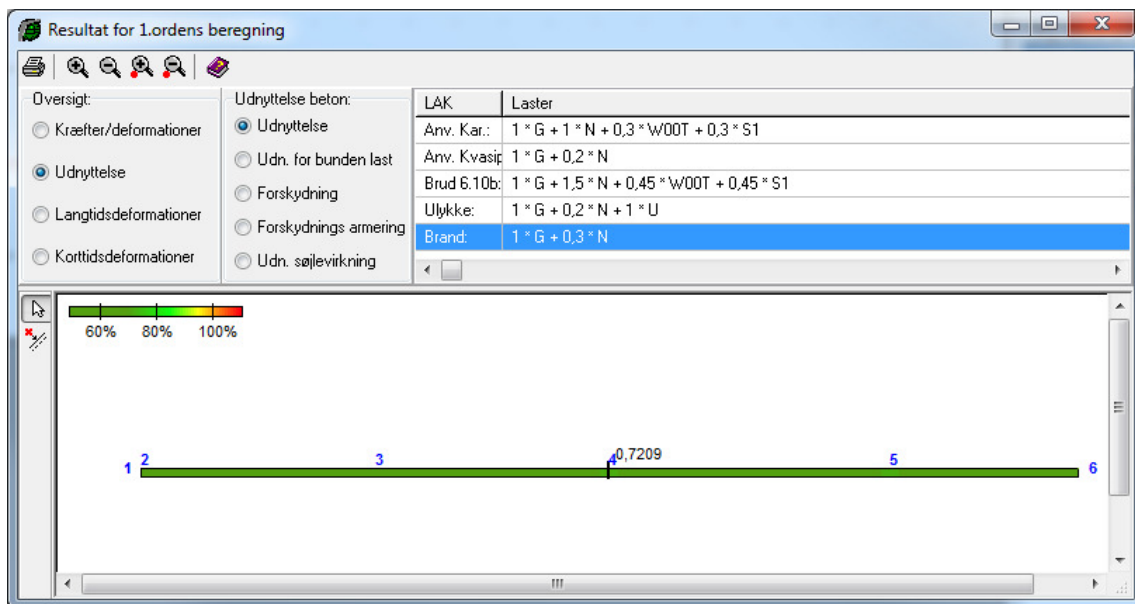 Resultat for 1.ordens beregning
Oversigt:
Kræfter/deformationer
Udnyttelse
Langtidsdeformationer
Korttidsdeformationer
Udnyttelse beton:
Udnyttelse
Udn. for bunden last
Forskydning
Forskydnings armering
Udn. søjlevirkning
LAK Laster
Anv. Kar.: 1 * G + 1 * N + 0,3 * W00T + 0,3 * S1
Anv. Kvasip 1 * G + 0,2 * N
Brud 6.10b: 1 * G + 1,5 * N + 0,45 * W00T + 0,45 * S1
Ulykke: 1 * G + 0,2 * N + 1 * U
Brand: 1 * G + 0,3 * N
60% 80% 100%
1 2 3 4 0,7209 5 6